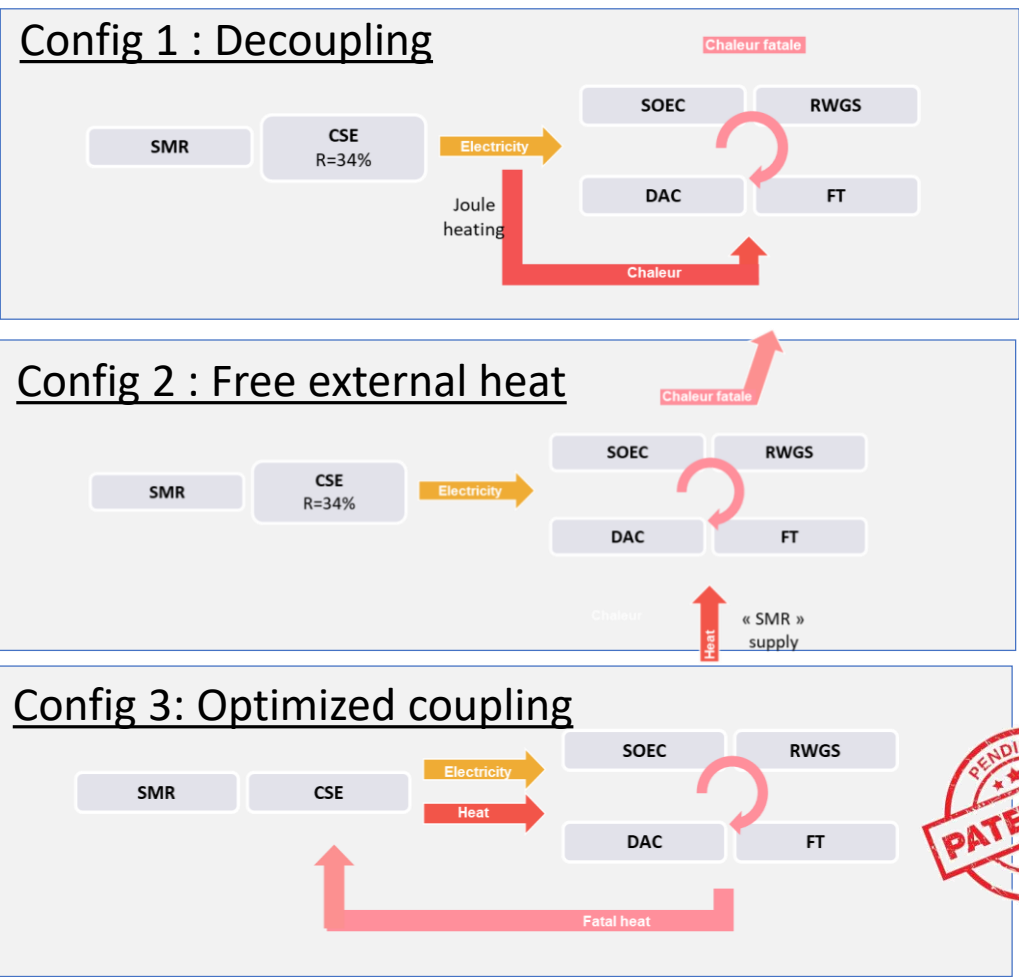 Config 1 : Decoupling
Chaleur fatale
SOEC
RWGS
SMR
CSE
R=34%
Electricity
Joule
heating
DAC
FT
Chaleur
Config 2 : Free external heat
Chaleur fatale
SOEC
RWGS
SMR
CSE
R=34%
Electricity
DAC
FT
Chaleur
Heat
« SMR »
supply
Config 3: Optimized coupling
SOEC
RWGS
Electricity
SMR
CSE
Heat
DAC
FT
Fatal heat